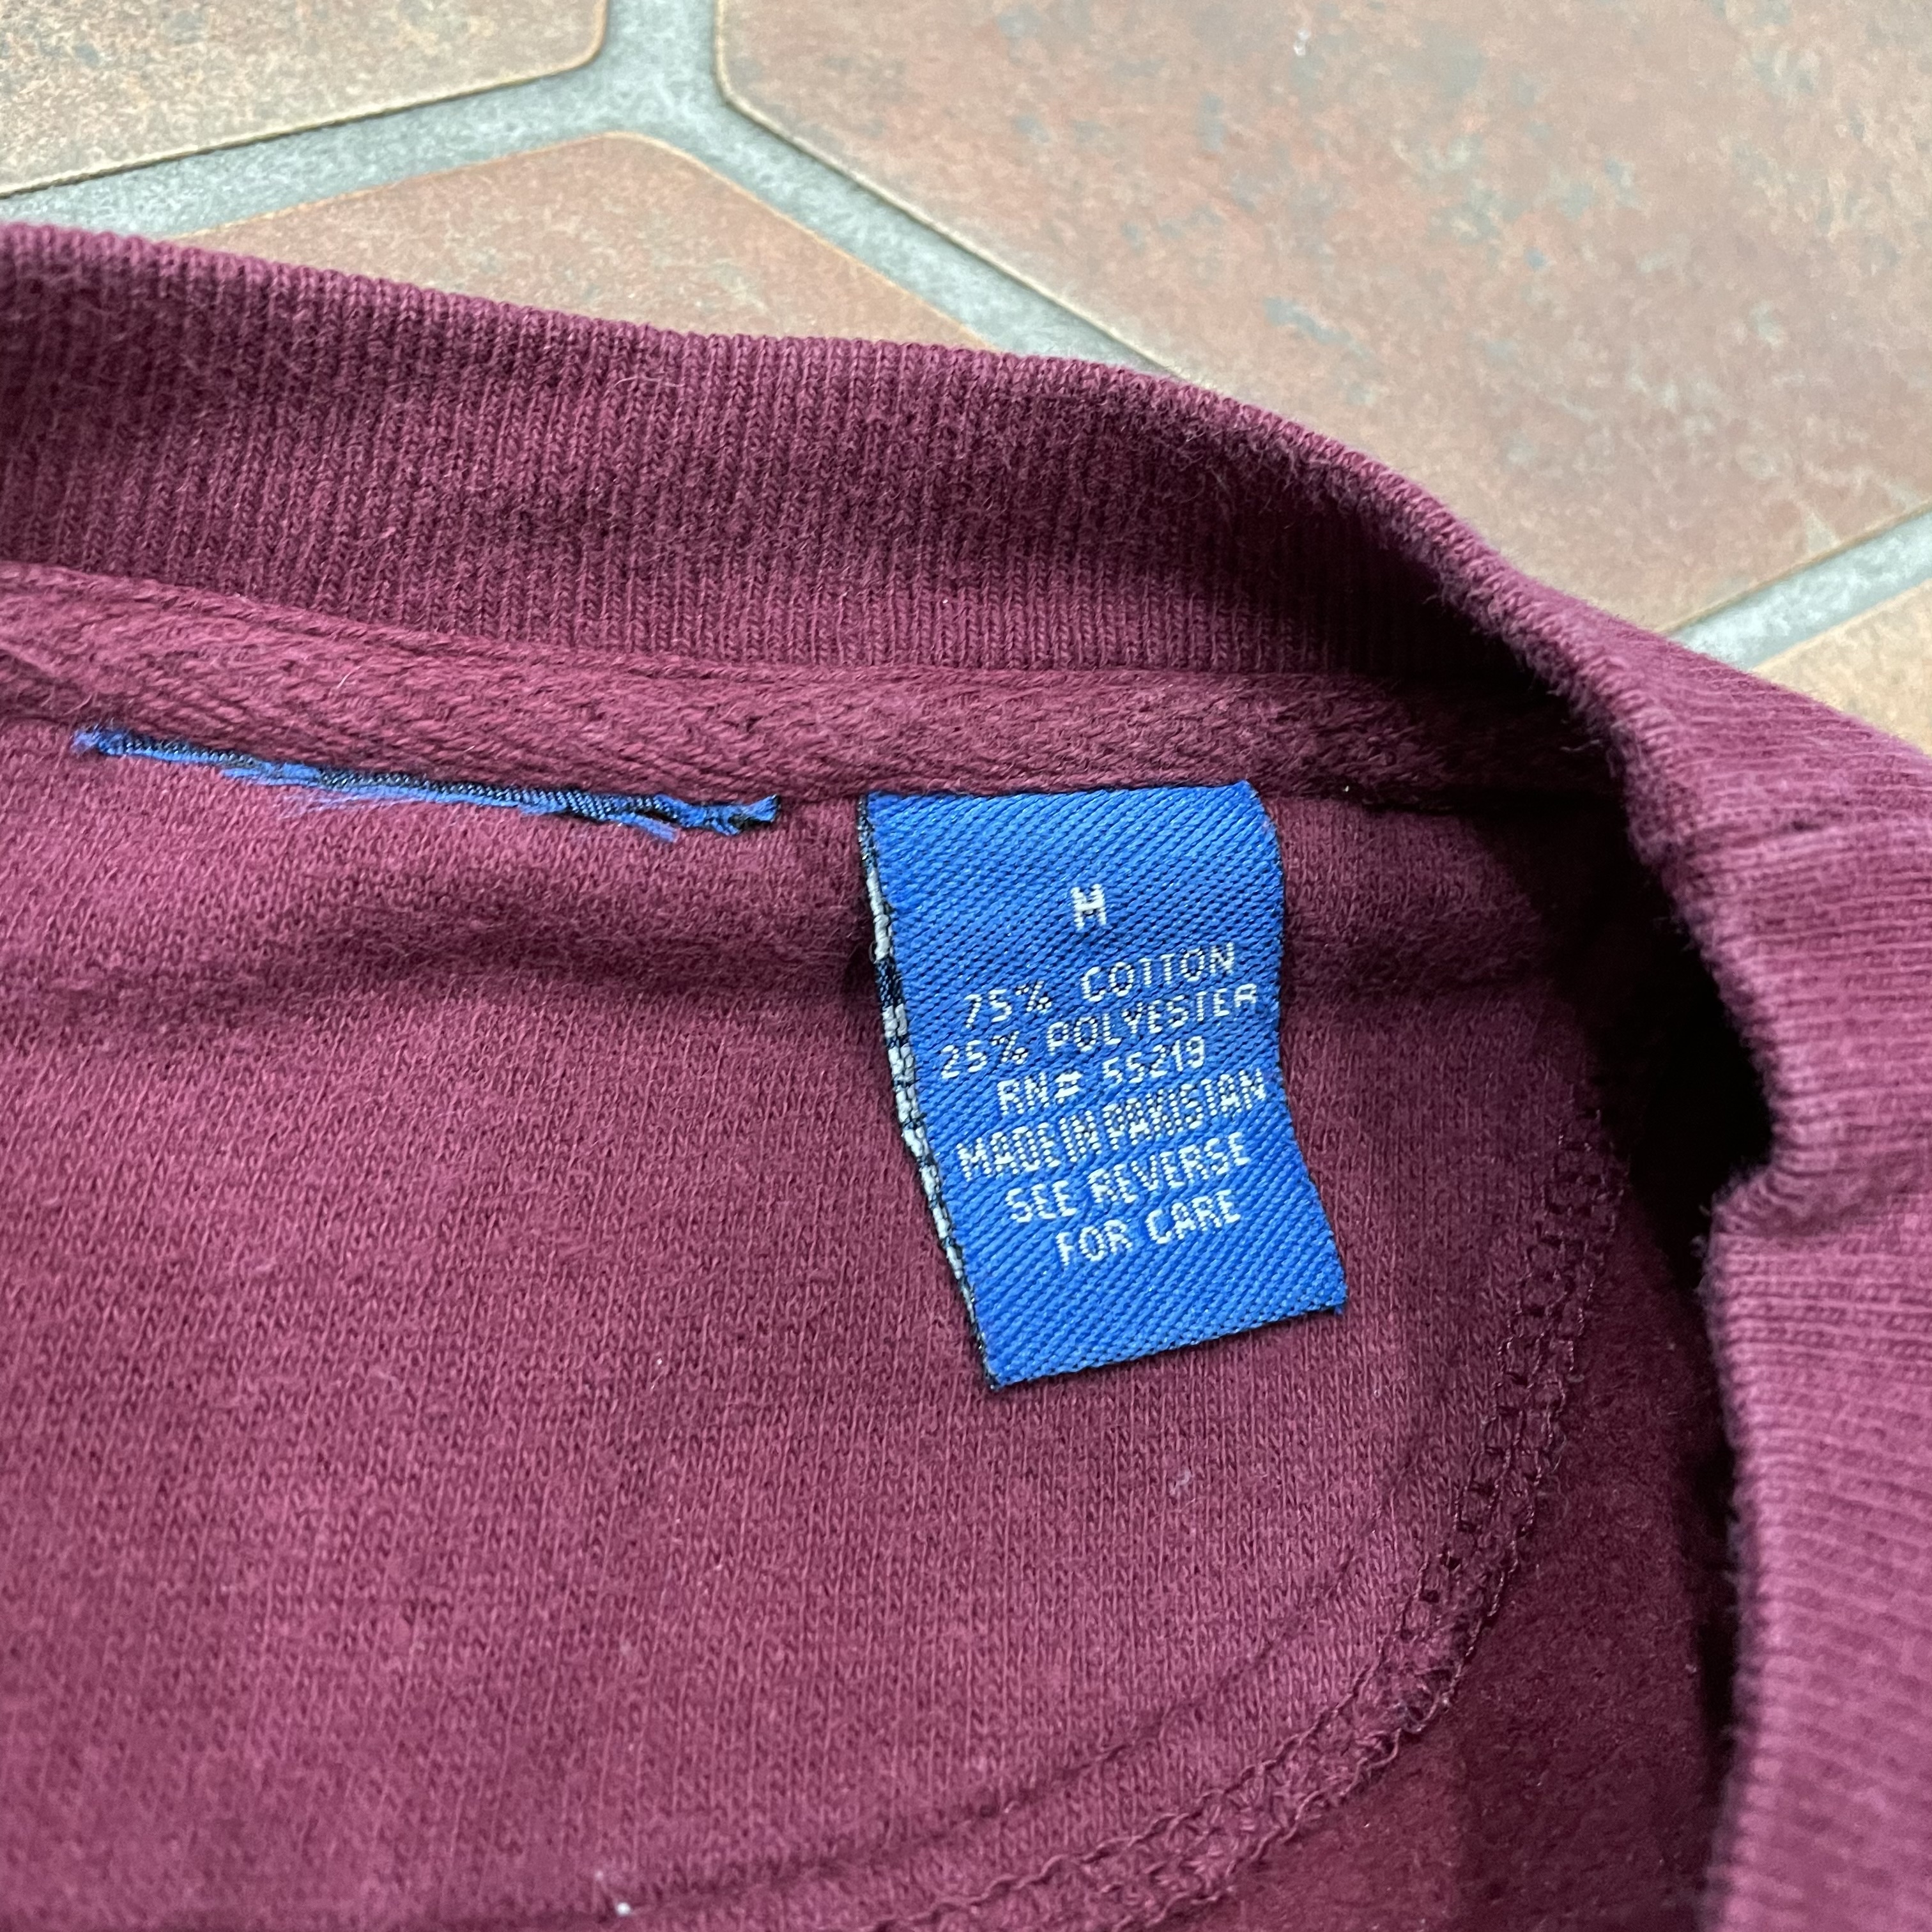 M
75% COTTON
25% POLYESTER
RN# 55219
MADE IN PAKISTAN
SEE REVERSE
FOR CARE